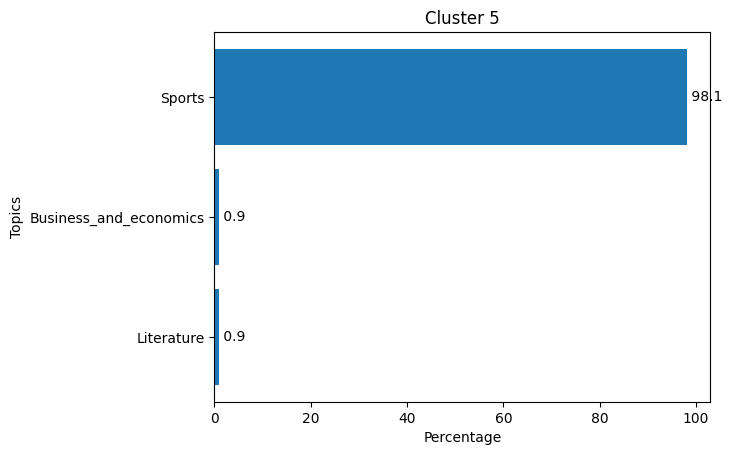 Cluster 5
Topics
Sports
98.1
Business_and_economics
0.9
Literature
0.9
0 20 40 60 80 100
Percentage